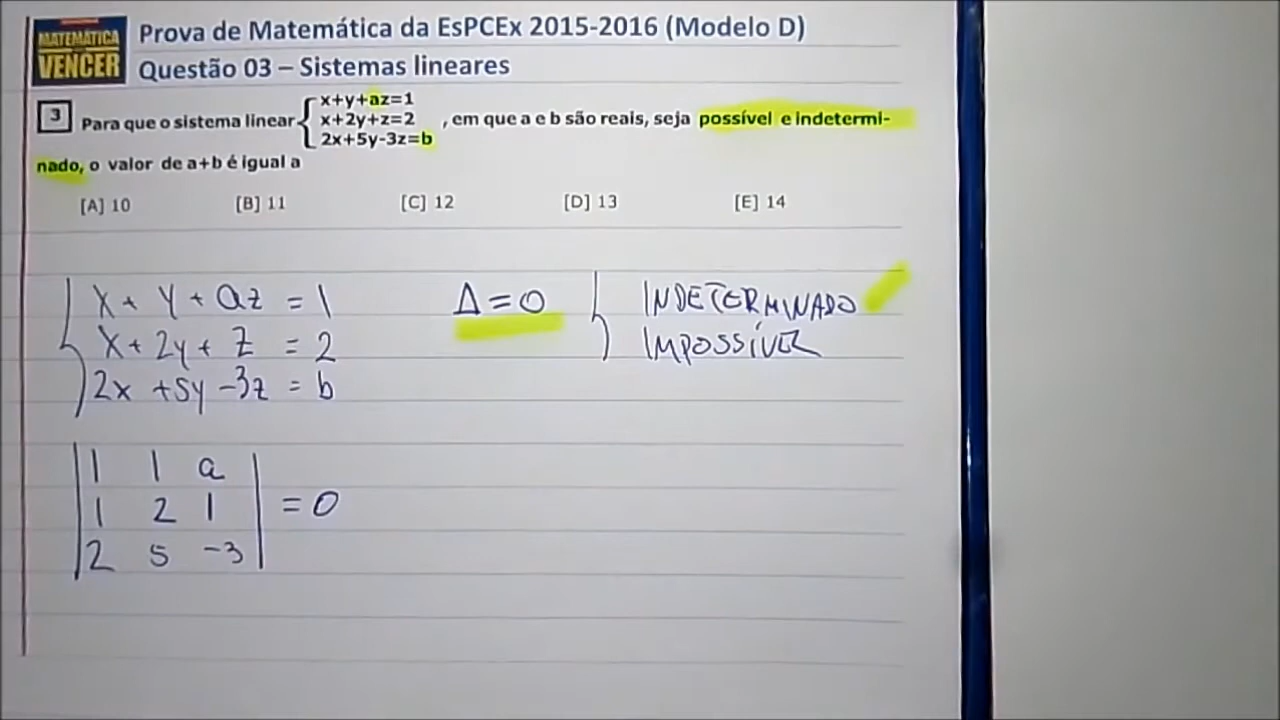 MATEMÁTICA
VENCER
Prova de Matemática da EsPCEx 2015-2016 (Modelo D)
Questão 03 – Sistemas lineares
x+y+az=1
3 Para que o sistema linear { x+2y+z=2 , em que a e b são reais, seja possível e indetermi-
2x+5y-3z=b
nado, o valor de a+b é igual a
[A] 10 [B] 11 [C] 12 [D] 13 [E] 14
x + y + az = 1 Δ = 0 INDETERMINADO
x + 2y + z = 2 IMPOSSÍVEL
2x + 5y - 3z = b
1 1 a
1 2 1 = 0
2 5 -3